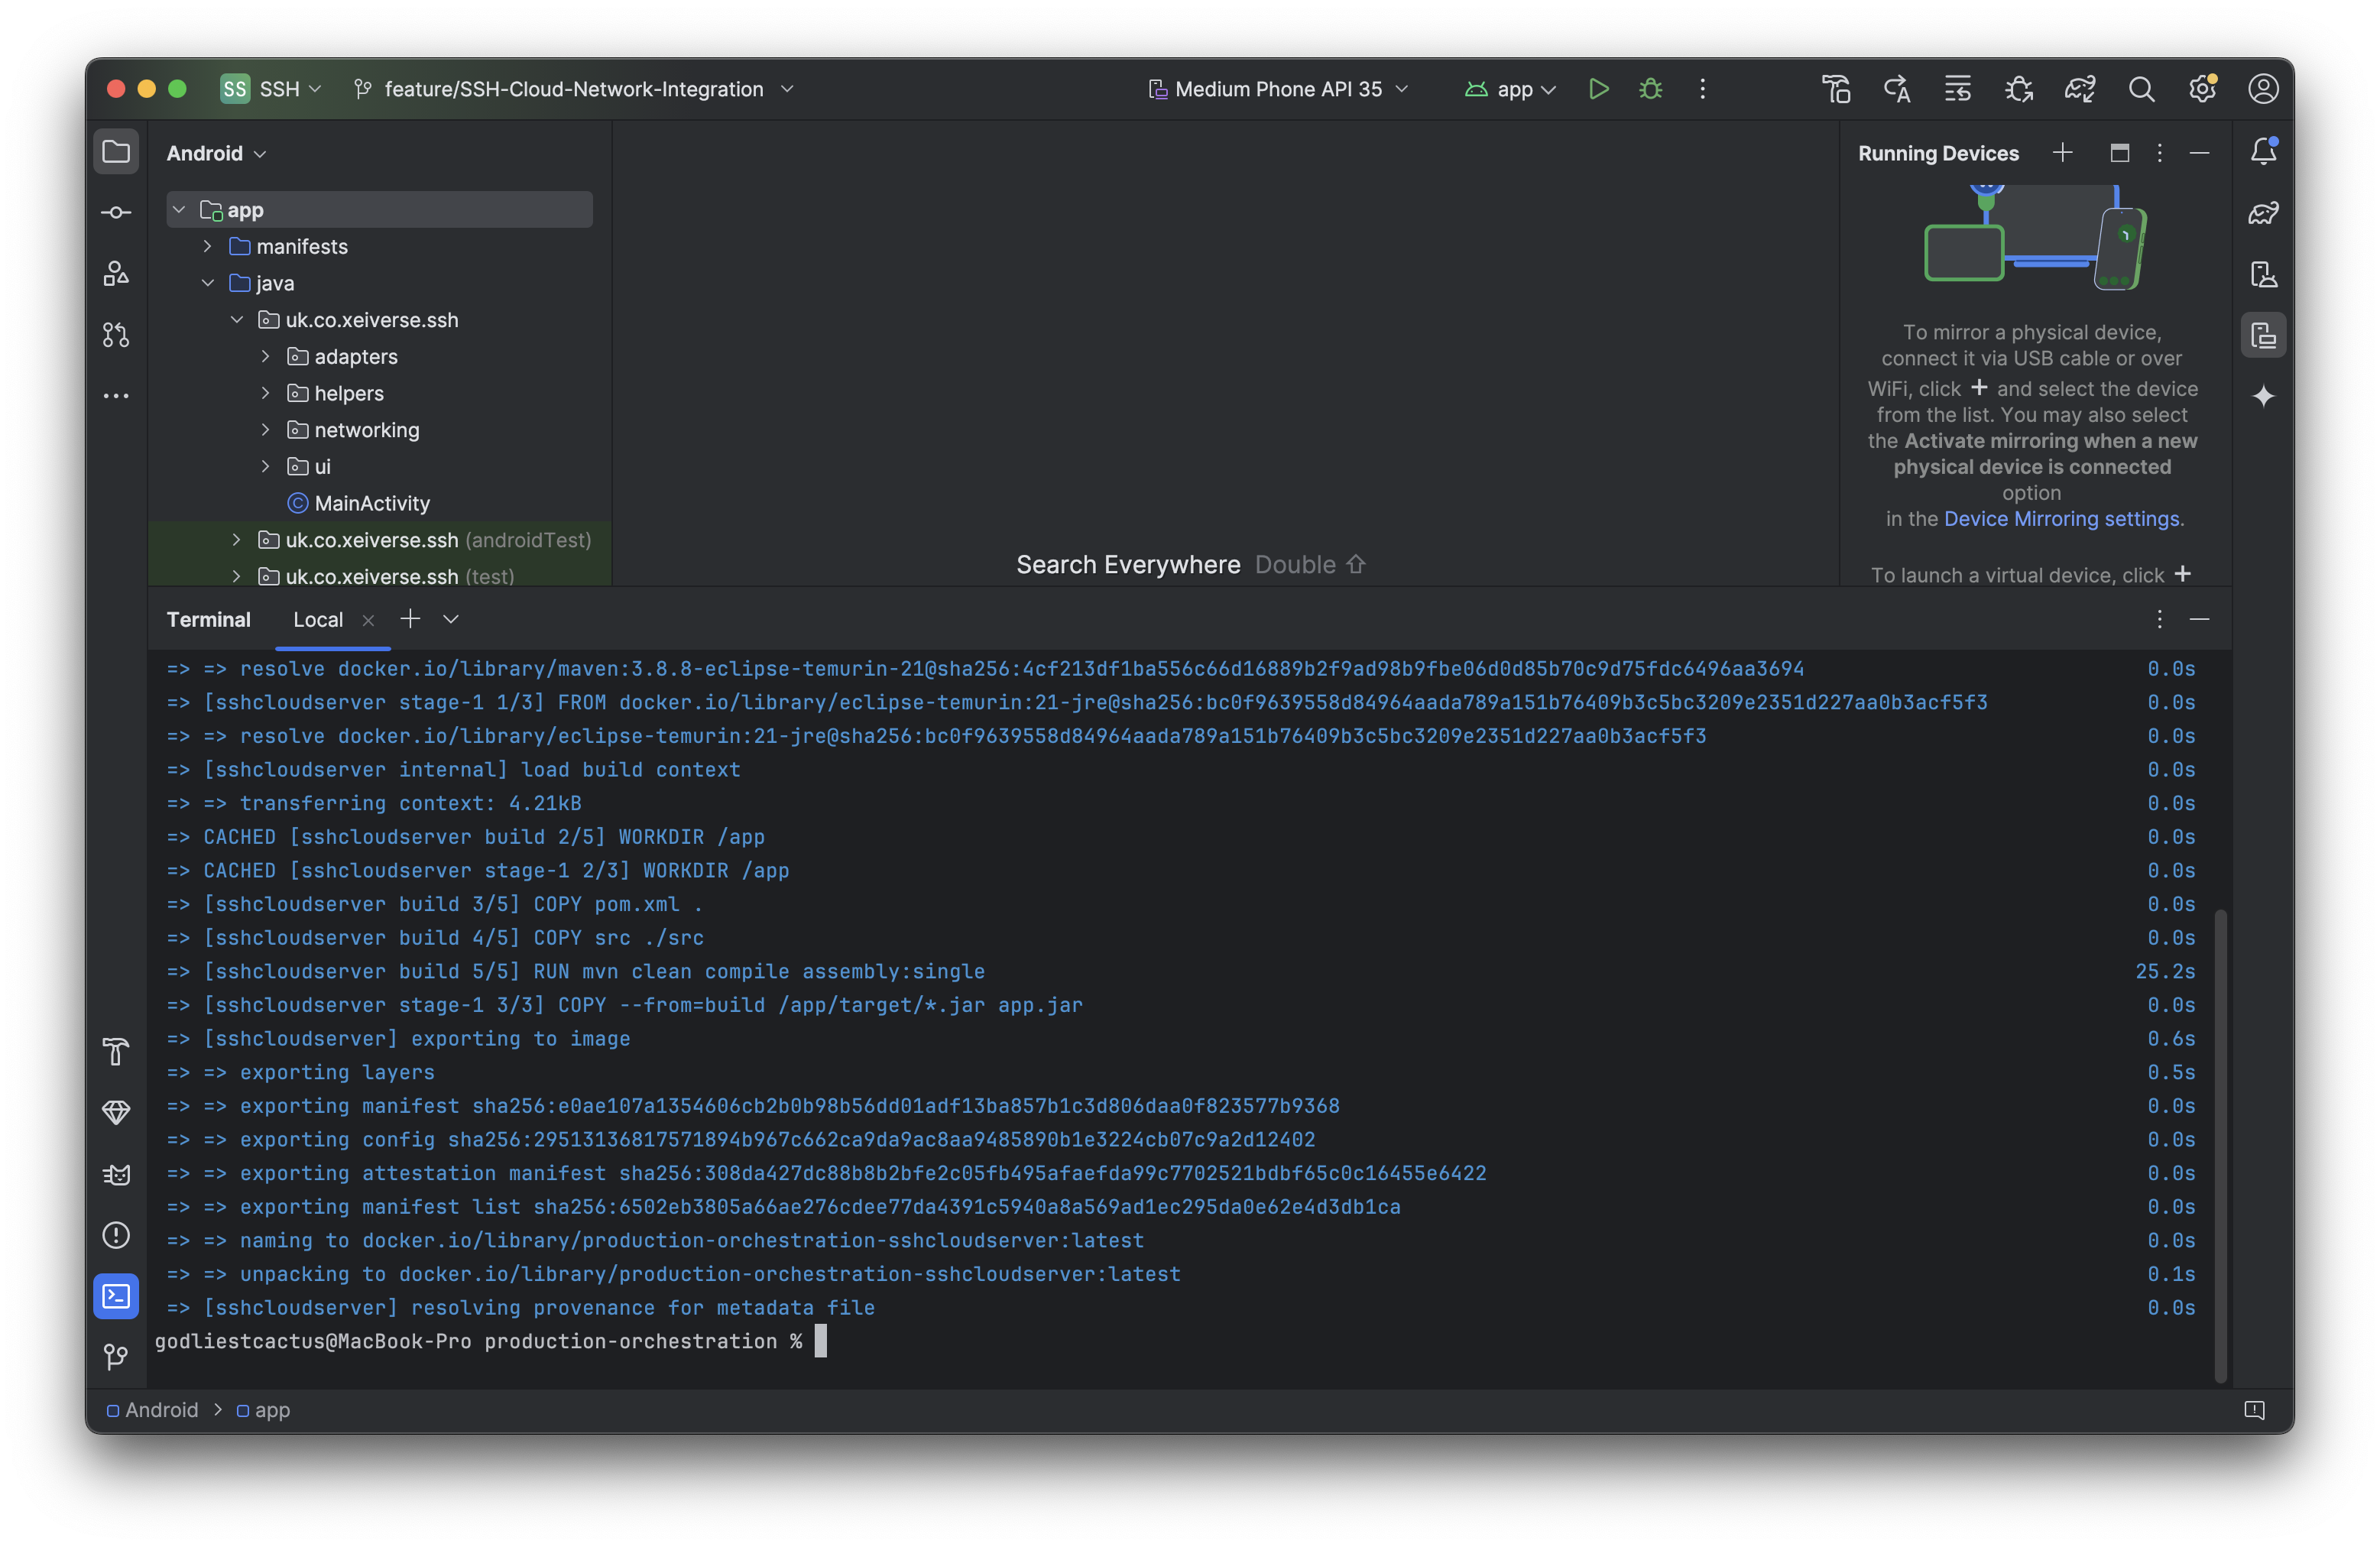 SS SSH feature/SSH-Cloud-Network-Integration Medium Phone API 35 app
Android
app
manifests
java
uk.co.xeiverse.ssh
adapters
helpers
networking
ui
MainActivity
uk.co.xeiverse.ssh (androidTest)
uk.co.xeiverse.ssh (test)
Search Everywhere Double ⇧
Running Devices
To mirror a physical device,
connect it via USB cable or over
WiFi, click + and select the device
from the list. You may also select
the Activate mirroring when a new
physical device is connected
option
in the Device Mirroring settings.
To launch a virtual device, click +
Terminal Local
=> => resolve docker.io/library/maven:3.8.8-eclipse-temurin-21@sha256:4cf213df1ba556c66d16889b2f9ad98b9fbe06d0d85b70c9d75fdc6496aa3694 0.0s
=> [sshcloudserver stage-1 1/3] FROM docker.io/library/eclipse-temurin:21-jre@sha256:bc0f9639558d84964aada789a151b76409b3c5bc3209e2351d227aa0b3acf5f3 0.0s
=> => resolve docker.io/library/eclipse-temurin:21-jre@sha256:bc0f9639558d84964aada789a151b76409b3c5bc3209e2351d227aa0b3acf5f3 0.0s
=> [sshcloudserver internal] load build context 0.0s
=> => transferring context: 4.21kB 0.0s
=> CACHED [sshcloudserver build 2/5] WORKDIR /app 0.0s
=> CACHED [sshcloudserver stage-1 2/3] WORKDIR /app 0.0s
=> [sshcloudserver build 3/5] COPY pom.xml . 0.0s
=> [sshcloudserver build 4/5] COPY src ./src 0.0s
=> [sshcloudserver build 5/5] RUN mvn clean compile assembly:single 25.2s
=> [sshcloudserver stage-1 3/3] COPY --from=build /app/target/*.jar app.jar 0.0s
=> [sshcloudserver] exporting to image 0.6s
=> => exporting layers 0.5s
=> => exporting manifest sha256:e0ae107a1354606cb2b0b98b56dd01adf13ba857b1c3d806daa0f823577b9368 0.0s
=> => exporting config sha256:29513136817571894b967c662ca9da9ac8aa9485890b1e3224cb07c9a2d12402 0.0s
=> => exporting attestation manifest sha256:308da427dc88b8b2bfe2c05fb495afaefda99c7702521bdbf65c0c16455e6422 0.0s
=> => exporting manifest list sha256:6502eb3805a66ae276cdee77da4391c5940a8a569ad1ec295da0e62e4d3db1ca 0.0s
=> => naming to docker.io/library/production-orchestration-sshcloudserver:latest 0.0s
=> => unpacking to docker.io/library/production-orchestration-sshcloudserver:latest 0.1s
=> [sshcloudserver] resolving provenance for metadata file 0.0s
godliestcactus@MacBook-Pro production-orchestration %
Android > app